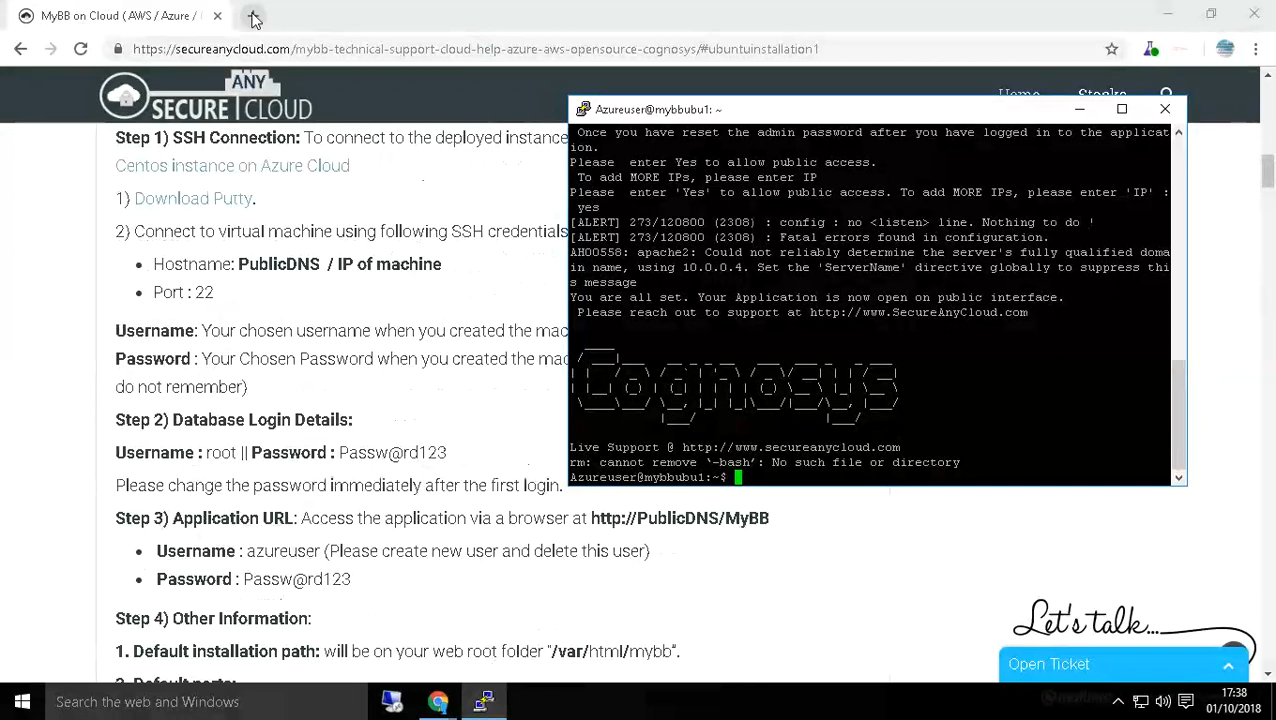 MyBB on Cloud ( AWS / Azure /
https://secureanycloud.com/mybb-technical-support-cloud-help-azure-aws-opensource-cognosys/#ubuntuinstallation1
ANY
SECURE CLOUD
Home
Stacks
Step 1) SSH Connection: To connect to the deployed instance
Centos instance on Azure Cloud
1) Download Putty.
2) Connect to virtual machine using following SSH credentials
Hostname: PublicDNS / IP of machine
Port : 22
Username: Your chosen username when you created the mac
Password : Your Chosen Password when you created the mac
do not remember)
Step 2) Database Login Details:
Username : root || Password : Passw@rd123
Please change the password immediately after the first login.
Step 3) Application URL: Access the application via a browser at http://PublicDNS/MyBB
Username : azureuser (Please create new user and delete this user)
Password : Passw@rd123
Step 4) Other Information:
1. Default installation path: will be on your web root folder "/var/html/mybb".
2. Default ports:
Azureuser@mybbubu1: ~
Once you have reset the admin password after you have logged in to the applicat
ion.
Please  enter Yes to allow public access.
To add MORE IPs, please enter IP
Please  enter 'Yes' to allow public access. To add MORE IPs, please enter 'IP' :
yes
[ALERT] 273/120800 (2308) : config : no <listen> line. Nothing to do !
[ALERT] 273/120800 (2308) : Fatal errors found in configuration.
AH00558: apache2: Could not reliably determine the server's fully qualified doma
in name, using 10.0.0.4. Set the 'ServerName' directive globally to suppress thi
s message
You are all set. Your Application is now open on public interface.
Please reach out to support at http://www.SecureAnyCloud.com
Cognosys
Live Support @ http://www.secureanycloud.com
rm: cannot remove ‘-bash’: No such file or directory
Azureuser@mybbubu1:~$
Let's talk...
Open Ticket
Search the web and Windows
17:38
01/10/2018